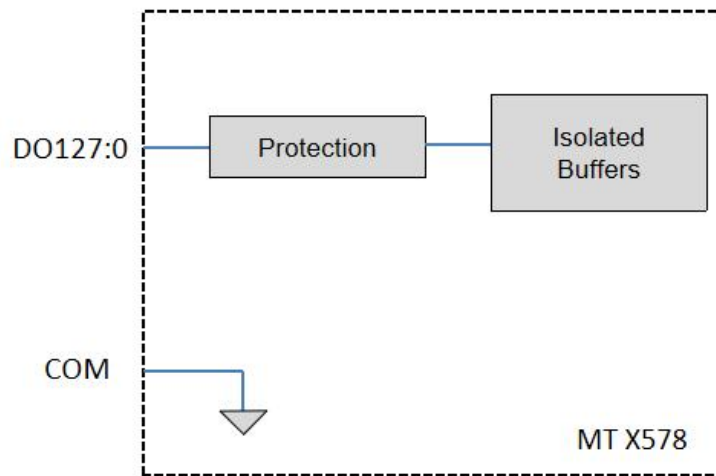 DO127:0
Protection
Isolated
Buffers
COM
MT X578